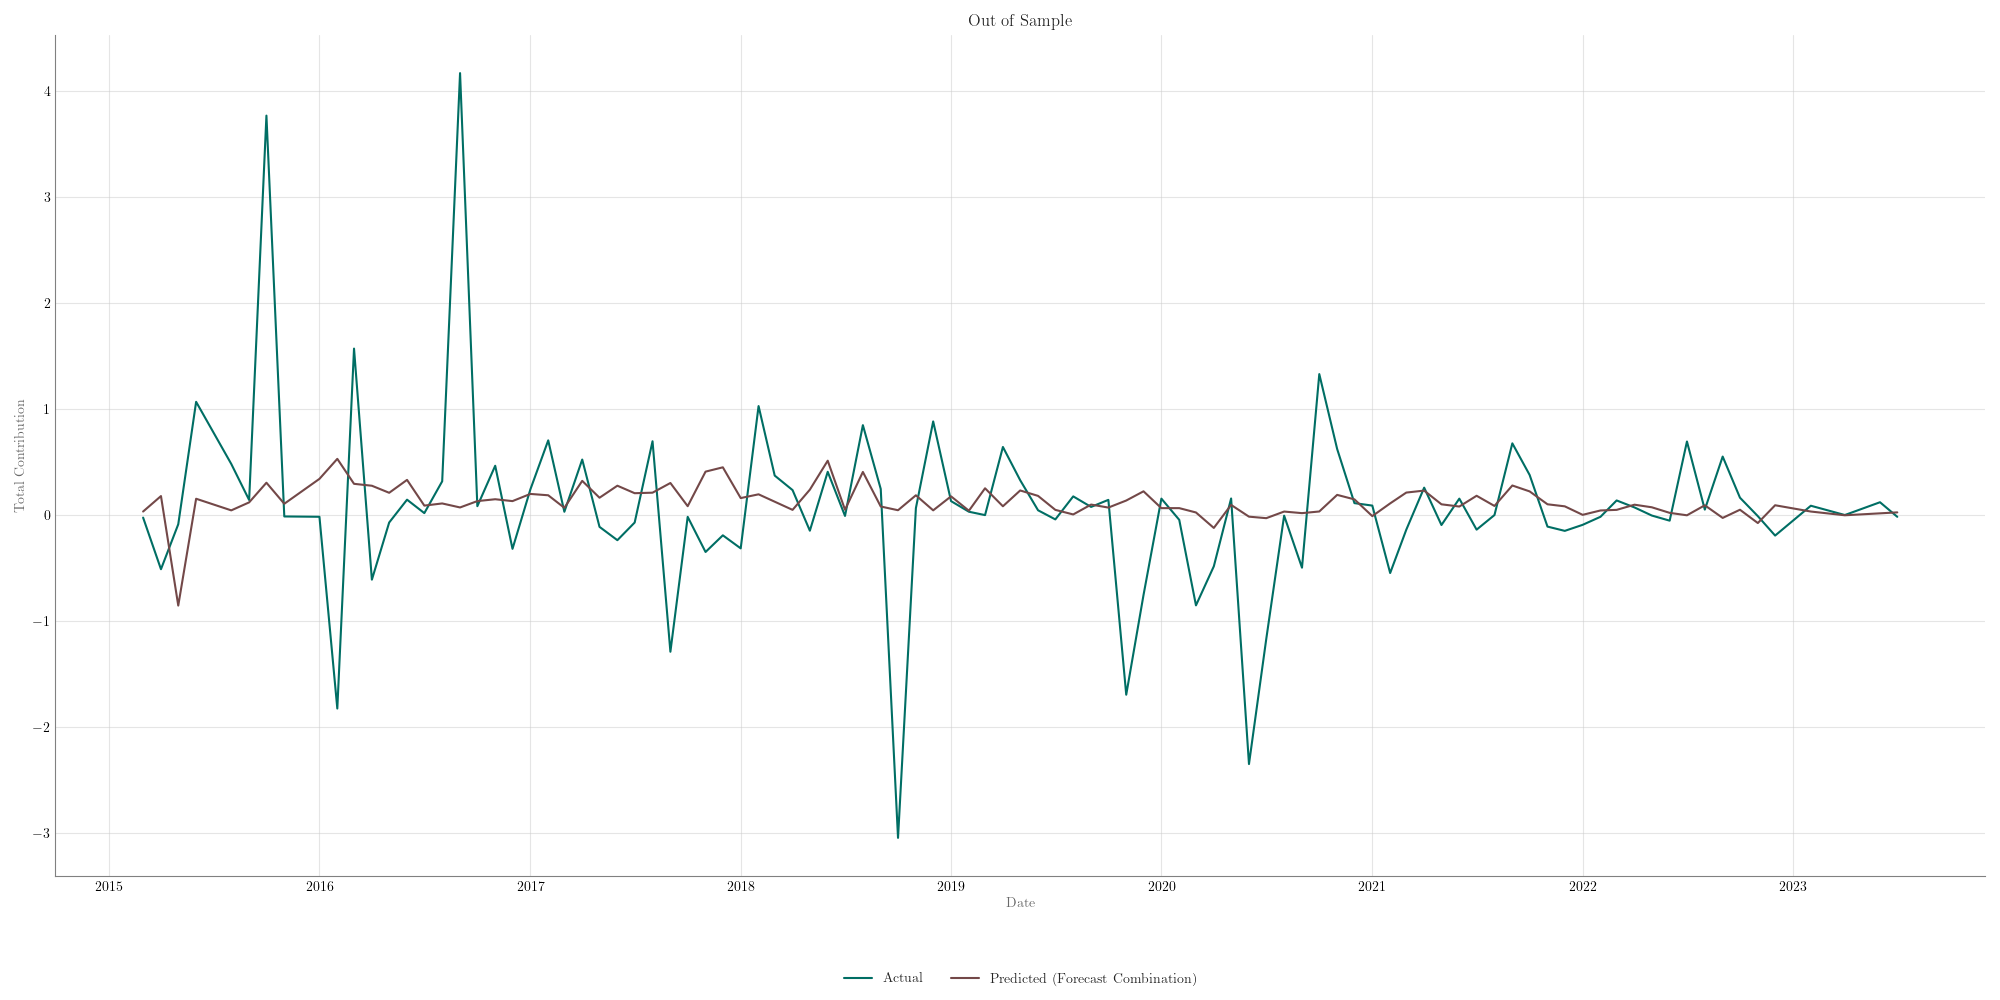 Out of Sample
4
3
2
1
0
−1
−2
−3
Total Contribution
2015 2016 2017 2018 2019 2020 2021 2022 2023
Date
Actual Predicted (Forecast Combination)